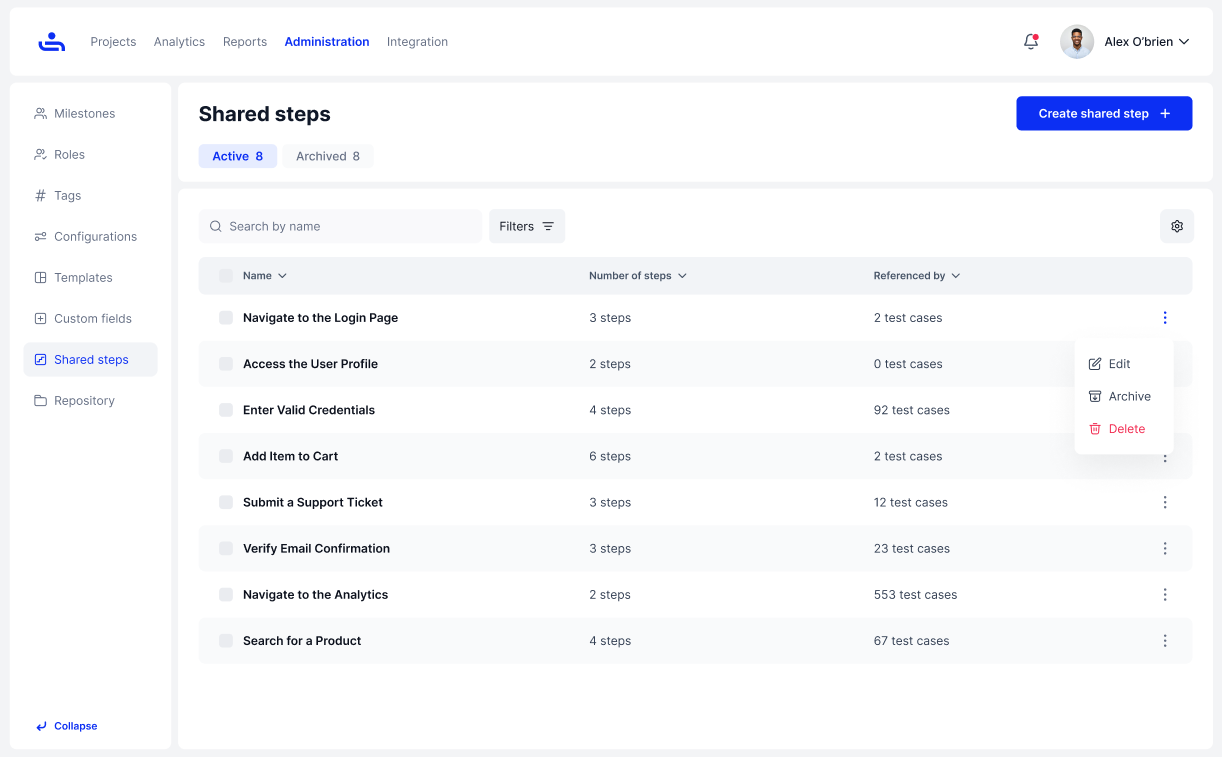 Projects Analytics Reports Administration Integration Alex O’brien
Milestones
Roles
Tags
Configurations
Templates
Custom fields
Shared steps
Repository
Collapse
Shared steps Create shared step
Active 8 Archived 8
Search by name Filters
Name Number of steps Referenced by
Navigate to the Login Page 3 steps 2 test cases
Access the User Profile 2 steps 0 test cases
Enter Valid Credentials 4 steps 92 test cases
Add Item to Cart 6 steps 2 test cases
Submit a Support Ticket 3 steps 12 test cases
Verify Email Confirmation 3 steps 23 test cases
Navigate to the Analytics 2 steps 553 test cases
Search for a Product 4 steps 67 test cases
Edit
Archive
Delete